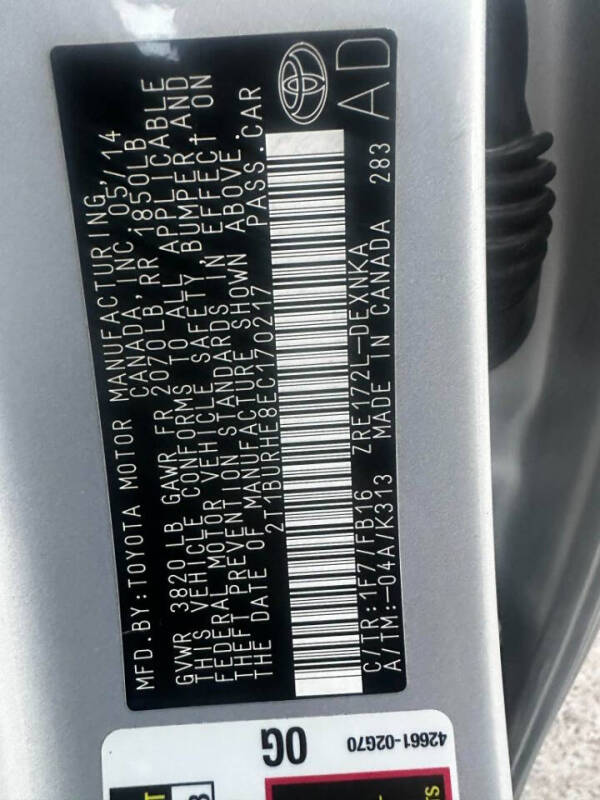 MFD. BY: TOYOTA MOTOR MANUFACTURING,
CANADA, INC. 05/14
GVWR 3820LB GAWR FR 2070LB RR 1850LB
THIS VEHICLE CONFORMS TO ALL APPLICABLE
FEDERAL MOTOR VEHICLE SAFETY, BUMPER AND
THEFT PREVENTION STANDARDS IN EFFECT ON
THE DATE OF MANUFACTURE SHOWN ABOVE.
2T1BURHE8EC170217 PASS. CAR
C/TR: 1F7/FB16 ZRE172L-DEXNKA
A/TM: -04A/K313 MADE IN CANADA 283
AD
42661-02G70
0G